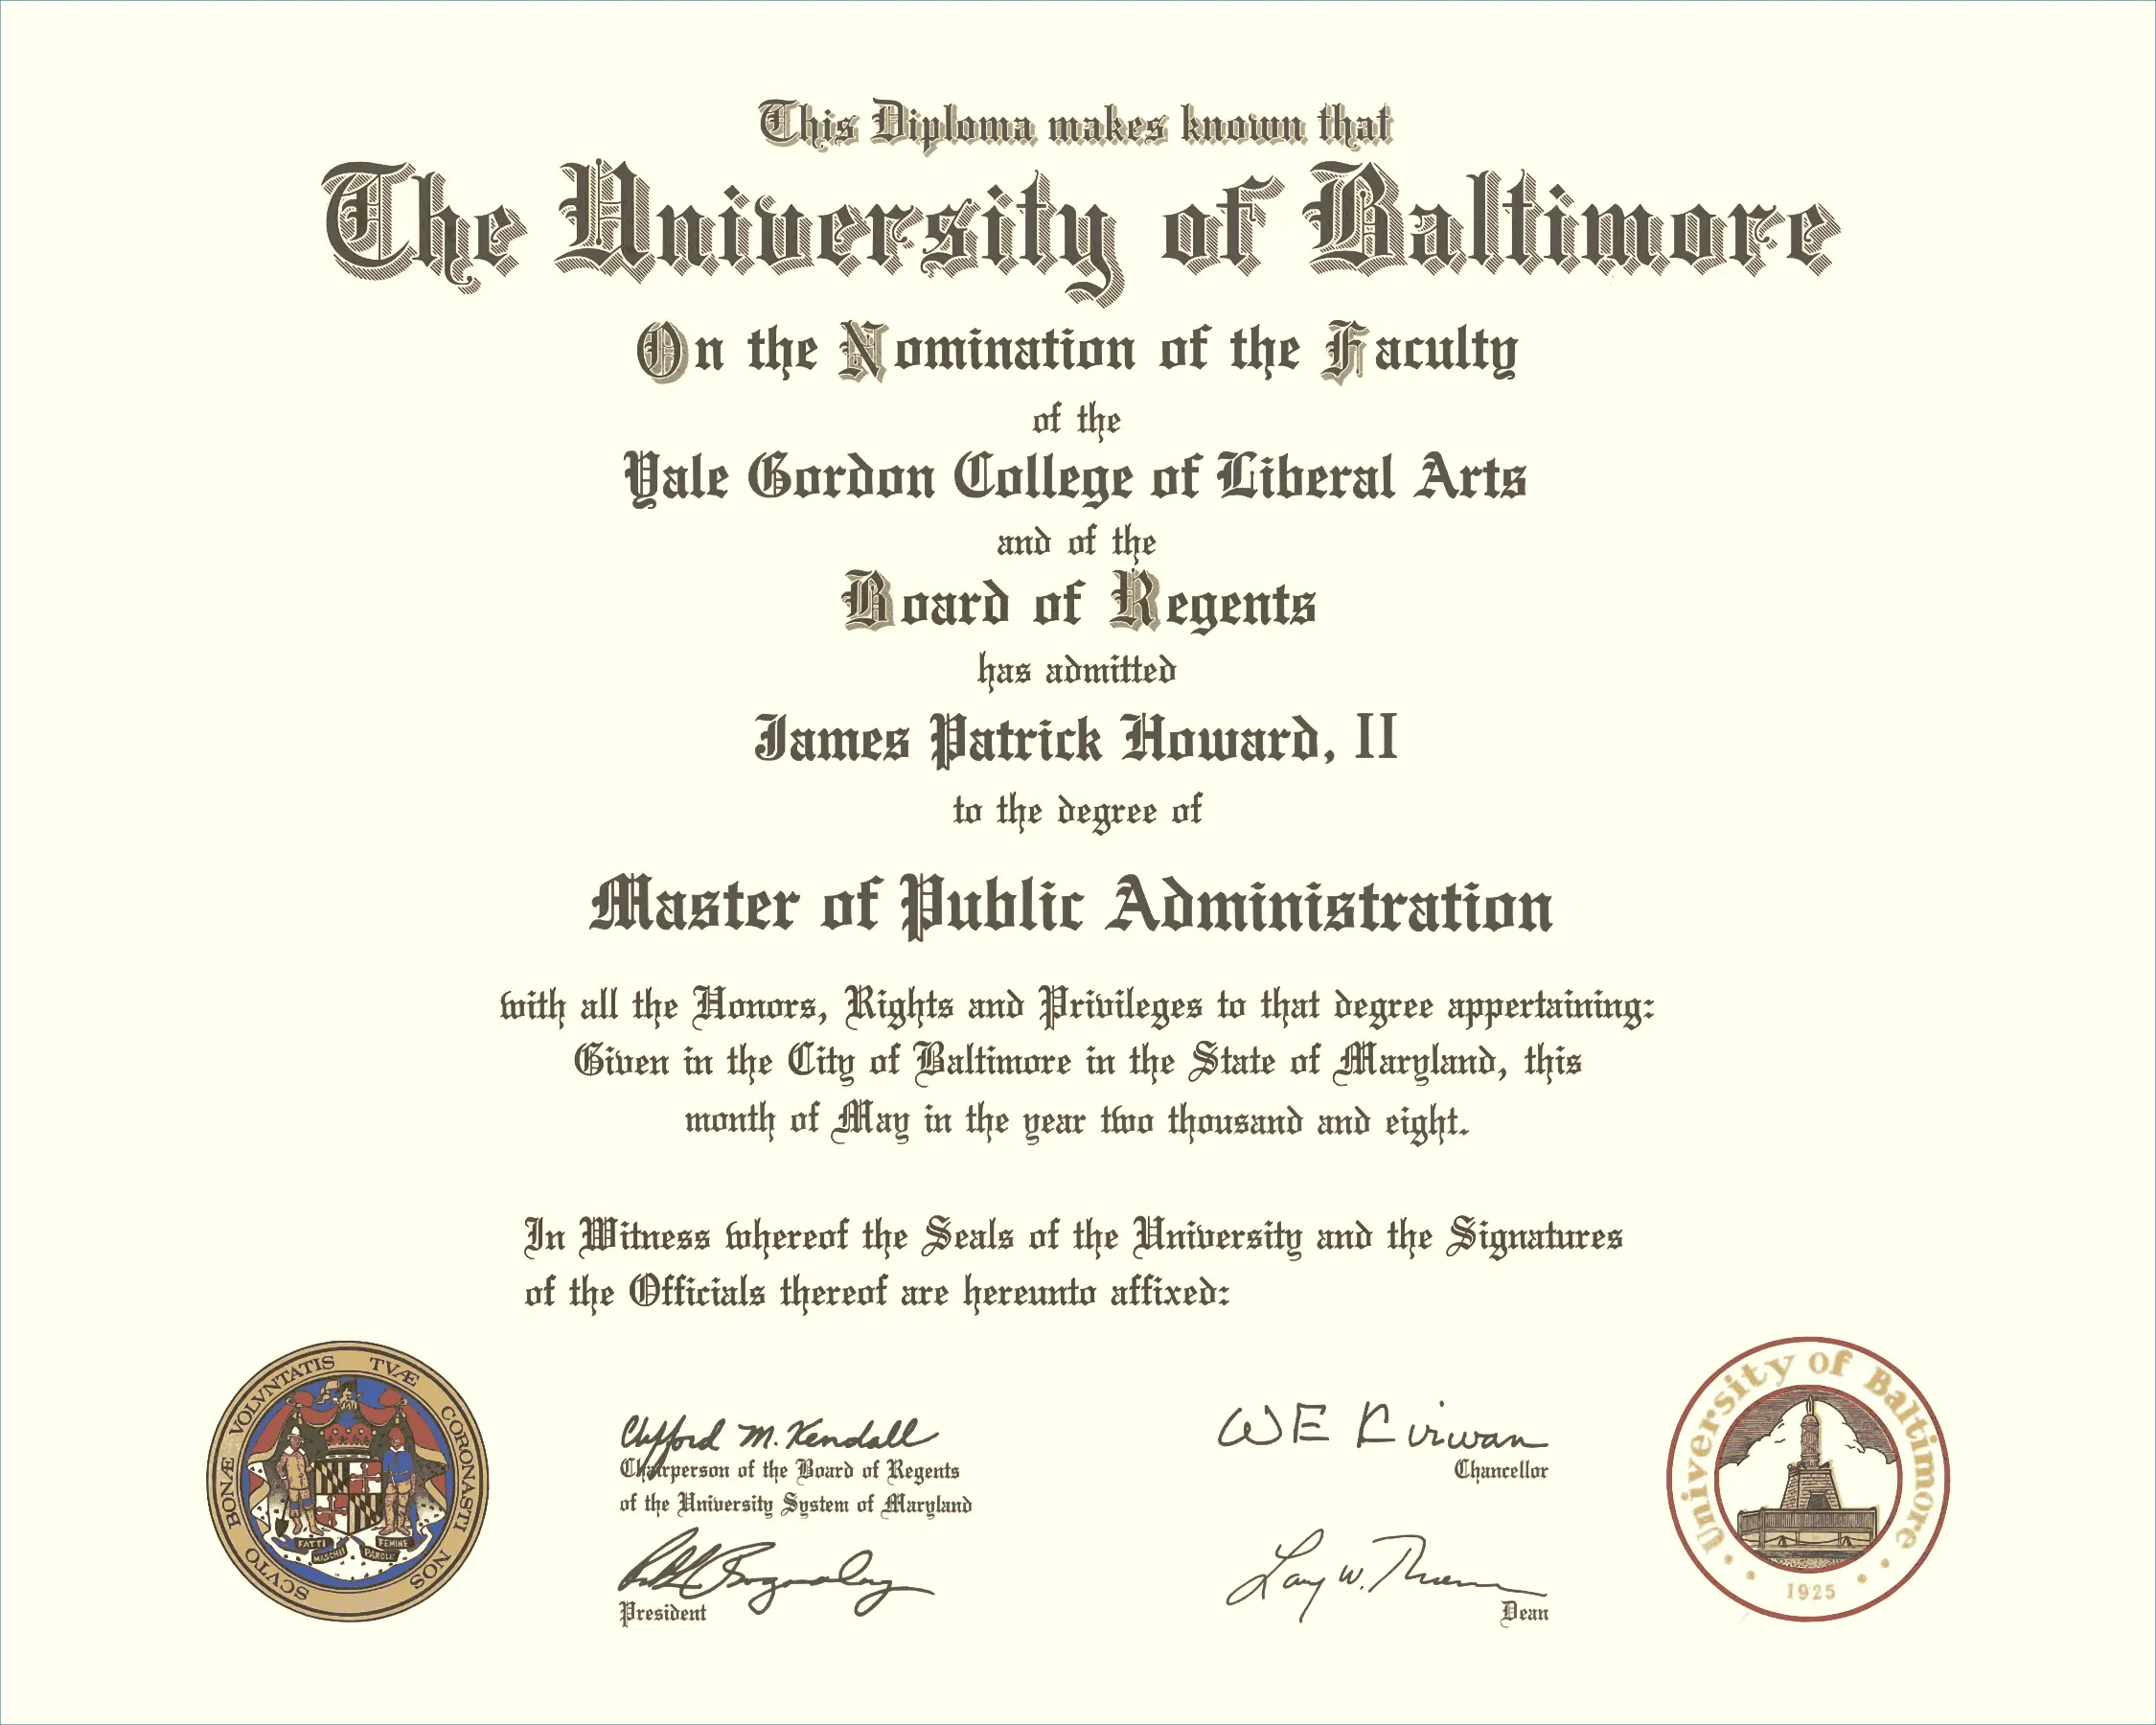 This Diploma makes known that
The University of Baltimore
On the Nomination of the Faculty
of the
Yale Gordon College of Liberal Arts
and of the
Board of Regents
has admitted
James Patrick Howard, II
to the degree of
Master of Public Administration
with all the Honors, Rights and Privileges to that degree appertaining:
Given in the City of Baltimore in the State of Maryland, this
month of May in the year two thousand and eight.
In Witness whereof the Seals of the University and the Signatures
of the Officials thereof are hereunto affixed:
SCVTO BONÆ VOLVNTATIS TVÆ CORONASTI NOS
FATTI MASCHII PAROLE FEMINE
Clifford M. Kendall
Chairperson of the Board of Regents
of the University System of Maryland
President
WE Kirwan
Chancellor
Dean
University of Baltimore
1925